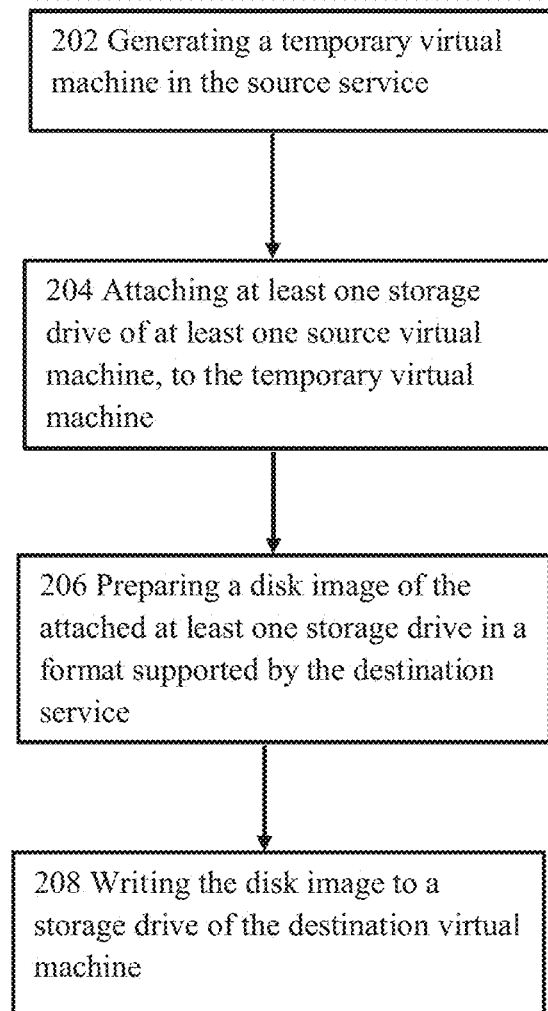 202 Generating a temporary virtual
machine in the source service
204 Attaching at least one storage
drive of at least one source virtual
machine, to the temporary virtual
machine
206 Preparing a disk image of the
attached at least one storage drive in a
format supported by the destination
service
208 Writing the disk image to a
storage drive of the destination virtual
machine